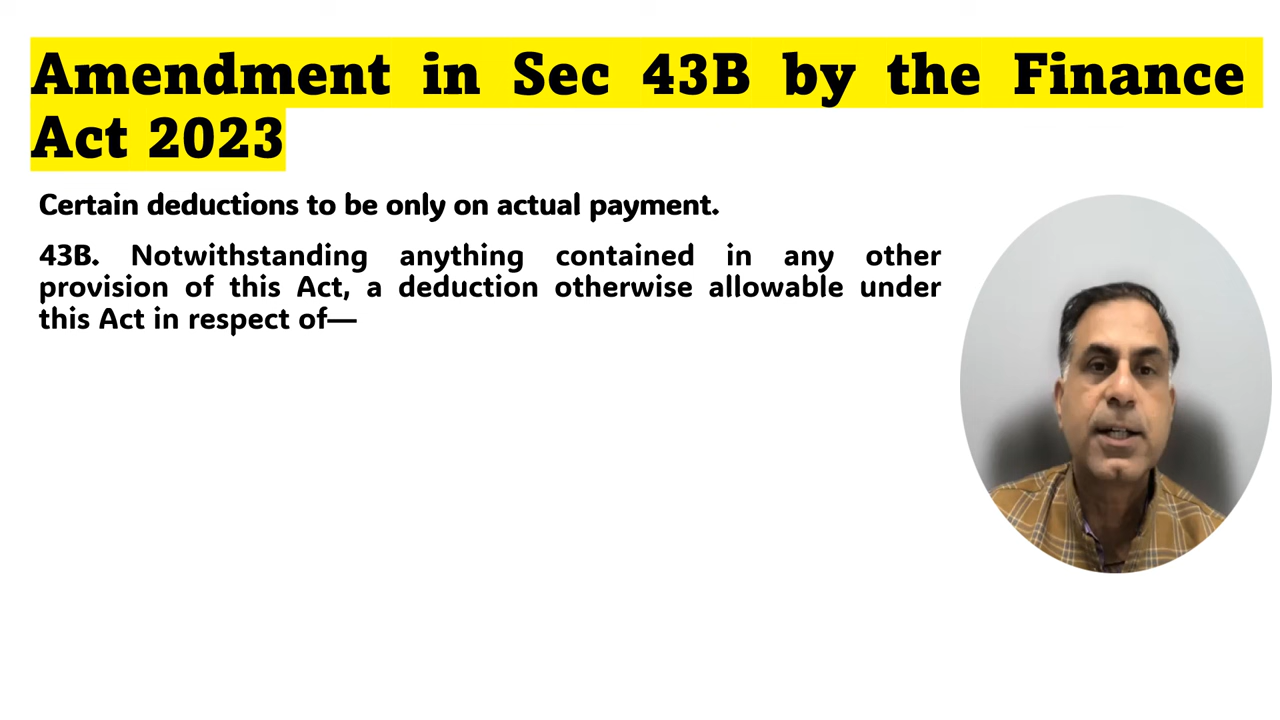 Amendment in Sec 43B by the Finance
Act 2023
Certain deductions to be only on actual payment.
43B. Notwithstanding anything contained in any other
provision of this Act, a deduction otherwise allowable under
this Act in respect of—